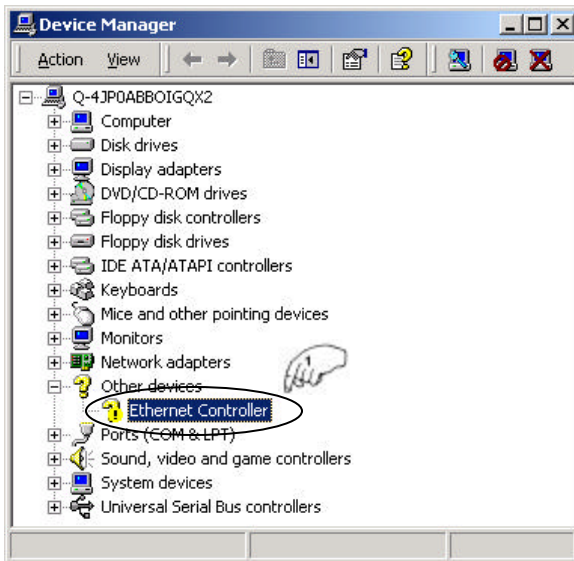 Device Manager
Action View
Q-4JP0ABBOIGQX2
Computer
Disk drives
Display adapters
DVD/CD-ROM drives
Floppy disk controllers
Floppy disk drives
IDE ATA/ATAPI controllers
Keyboards
Mice and other pointing devices
Monitors
Network adapters
Other devices
Ethernet Controller
Ports (COM & LPT)
Sound, video and game controllers
System devices
Universal Serial Bus controllers